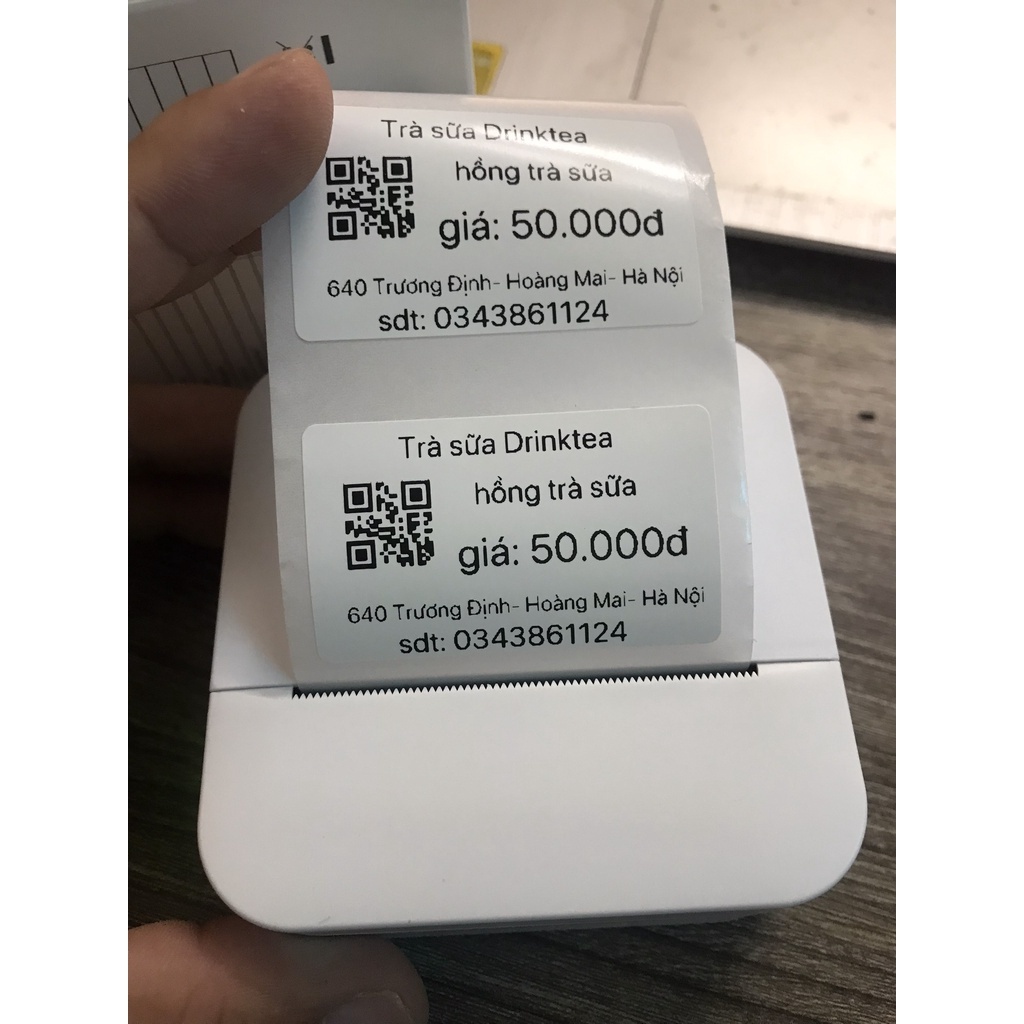 Trà sữa Drinktea
hồng trà sữa
giá: 50.000đ
640 Trương Định- Hoàng Mai- Hà Nội
sdt: 0343861124
Trà sữa Drinktea
hồng trà sữa
giá: 50.000đ
640 Trương Định- Hoàng Mai- Hà Nội
sdt: 0343861124